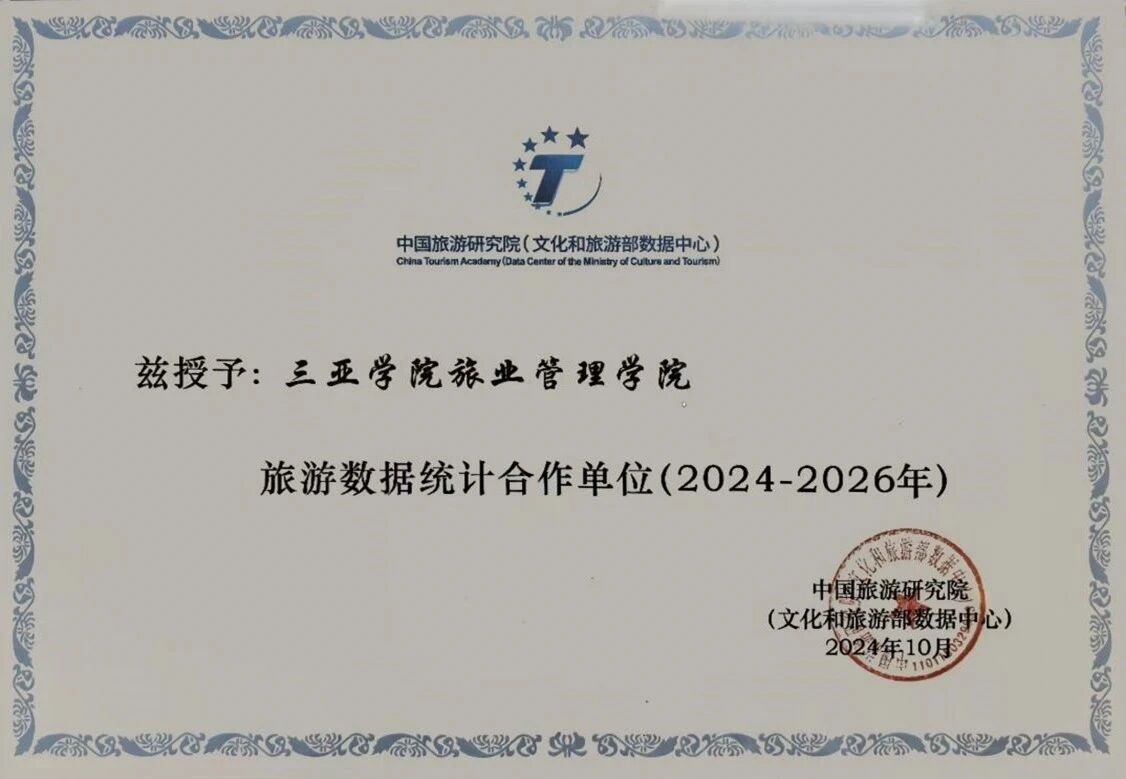 中国旅游研究院(文化和旅游部数据中心)
China Tourism Academy(Data Center of the Ministry of Culture and Tourism)
兹授予:三亚学院旅业管理学院
旅游数据统计合作单位(2024-2026年)
中国旅游研究院
(文化和旅游部数据中心)
2024年10月